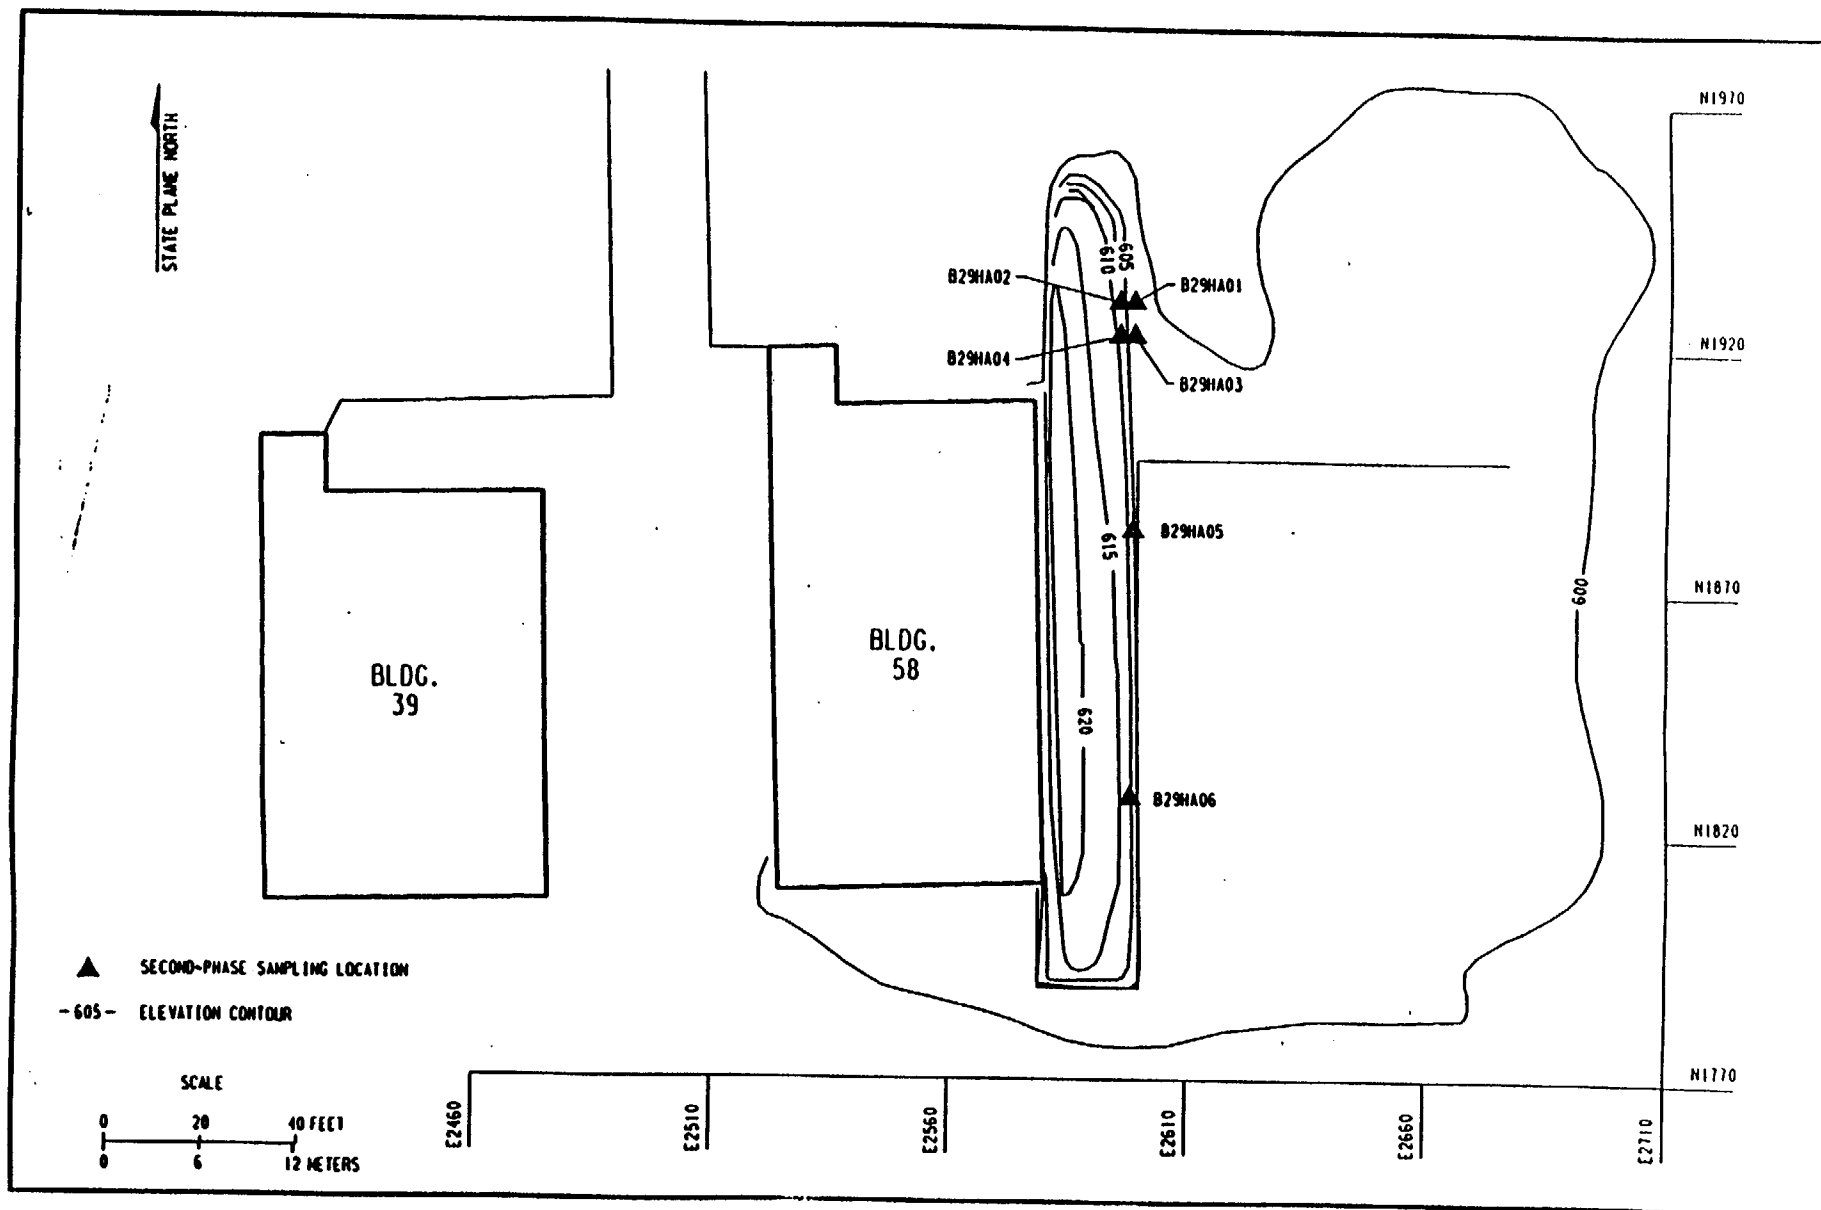 STATE PLANE NORTH
N1970
605
610
B29HA02
B29HA01
N1920
B29HA04
B29HA03
B29HA05
615
N1870
600
BLDG.
58
BLDG.
39
620
B29HA06
N1820
SECOND-PHASE SAMPLING LOCATION
-605- ELEVATION CONTOUR
N1770
SCALE
0 20 40 FEET
0 6 12 METERS
E2460
E2510
E2560
E2610
E2660
E2710